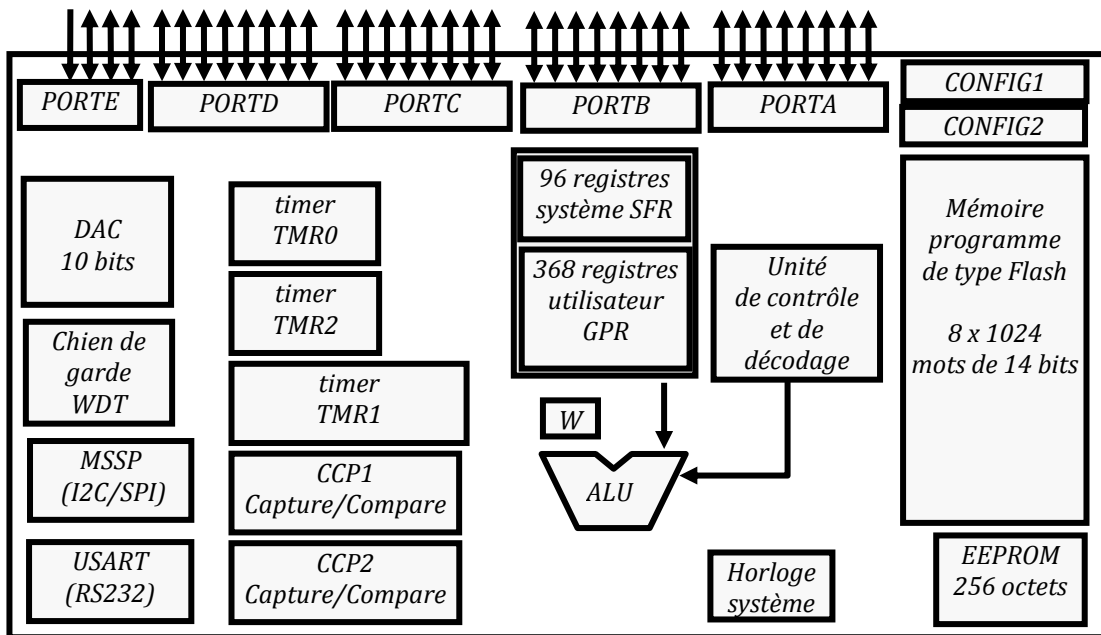 PORTE
PORTD
PORTC
PORTB
PORTA
CONFIG1
CONFIG2
DAC
10 bits
Chien de
garde
WDT
MSSP
(I2C/SPI)
USART
(RS232)
timer
TMR0
timer
TMR2
timer
TMR1
CCP1
Capture/Compare
CCP2
Capture/Compare
96 registres
système SFR
368 registres
utilisateur
GPR
W
ALU
Unité
de contrôle
et de
décodage
Horloge
système
Mémoire
programme
de type Flash
8 x 1024
mots de 14 bits
EEPROM
256 octets